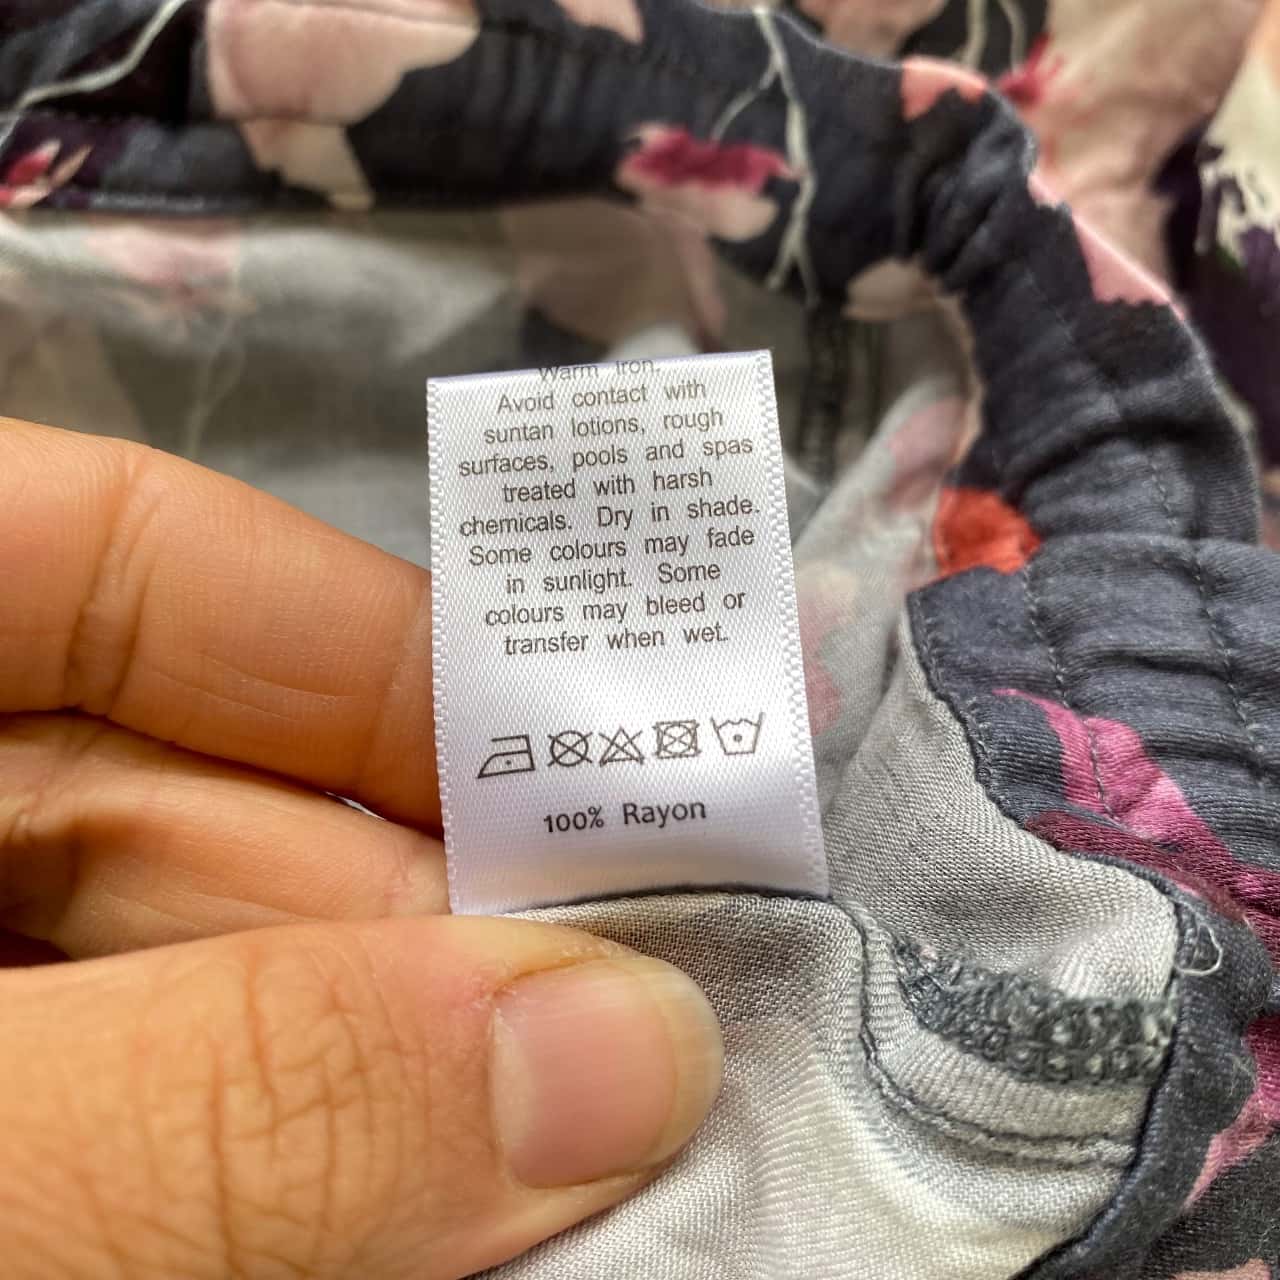 Warm iron.
Avoid contact with
suntan lotions, rough
surfaces, pools and spas
treated with harsh
chemicals. Dry in shade.
Some colours may fade
in sunlight. Some
colours may bleed or
transfer when wet.
100% Rayon